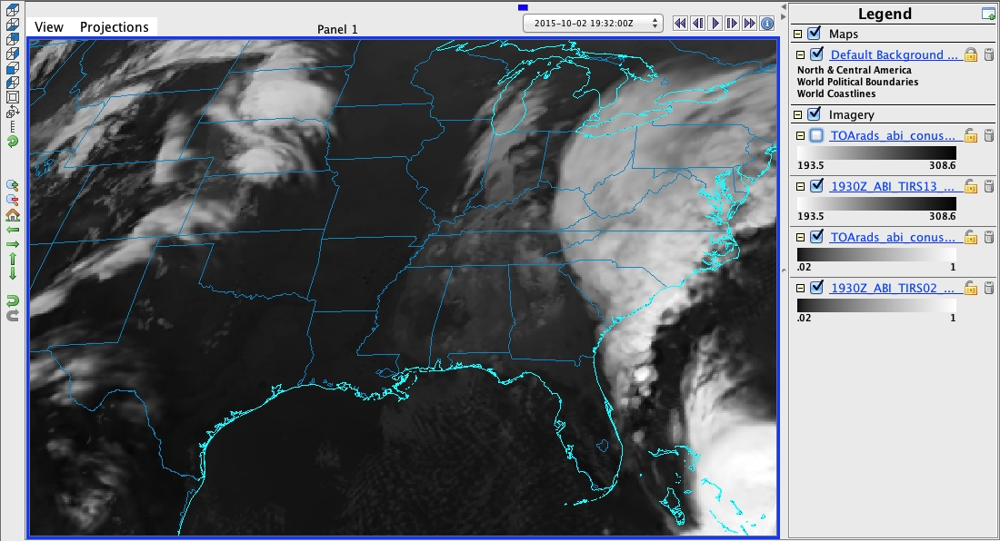 View Projections
Panel 1
2015-10-02 19:32:00Z
Legend
Maps
Default Background ...
North & Central America
World Political Boundaries
World Coastlines
Imagery
TOArads_abi_conus...
193.5 308.6
1930Z_ABI_TIRS13_...
193.5 308.6
TOArads_abi_conus...
.02 1
1930Z_ABI_TIRS02_...
.02 1